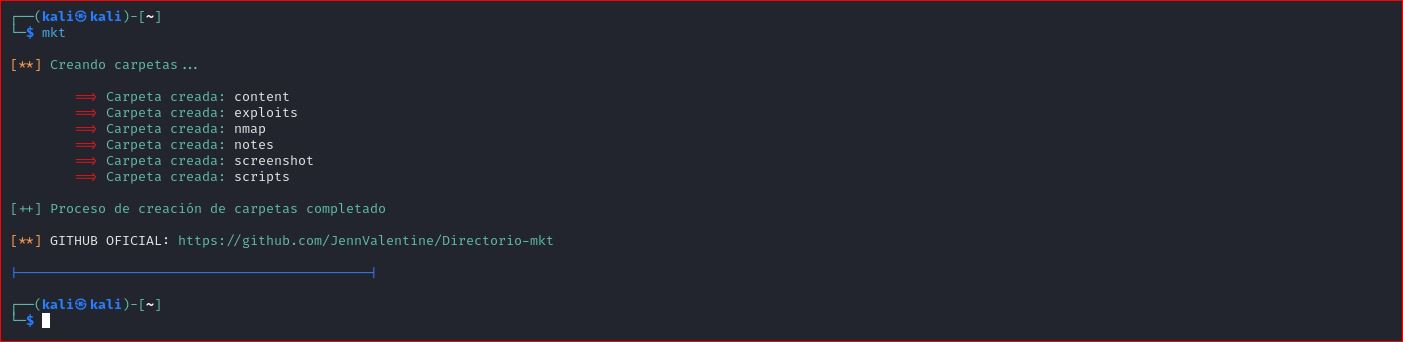 ┌──(kali㉿kali)-[~]
└─$ mkt
[**] Creando carpetas...
==> Carpeta creada: content
==> Carpeta creada: exploits
==> Carpeta creada: nmap
==> Carpeta creada: notes
==> Carpeta creada: screenshot
==> Carpeta creada: scripts
[++] Proceso de creación de carpetas completado
[**] GITHUB OFICIAL: https://github.com/JennValentine/Directorio-mkt
┌──(kali㉿kali)-[~]
└─$